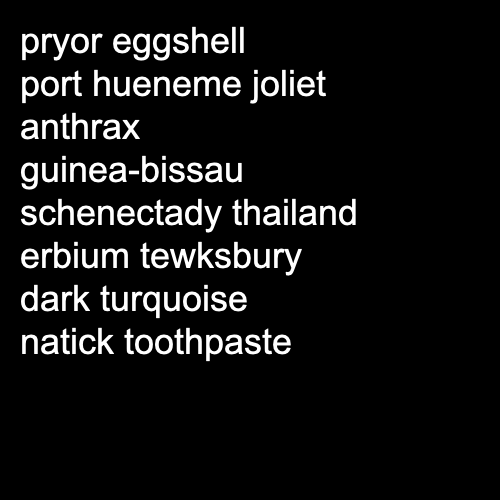 pryor eggshell
port hueneme joliet
anthrax
guinea-bissau
schenectady thailand
erbium tewksbury
dark turquoise
natick toothpaste